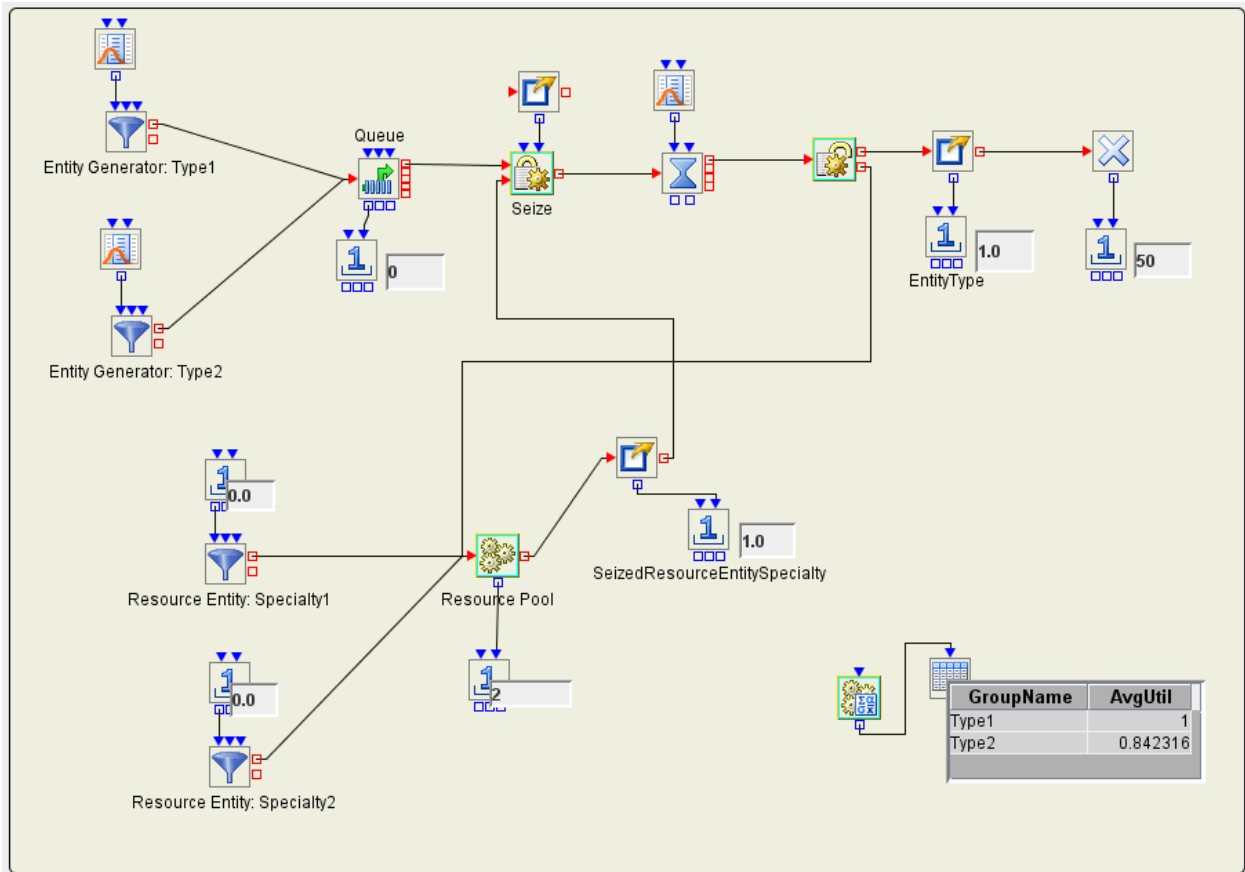 Entity Generator: Type1
Queue
Seize
0
1.0
EntityType
50
Entity Generator: Type2
0.0
1.0
SeizedResourceEntitySpecialty
Resource Entity: Specialty1
Resource Pool
0.0
2
GroupName AvgUtil
Type1 1
Type2 0.842316
Resource Entity: Specialty2